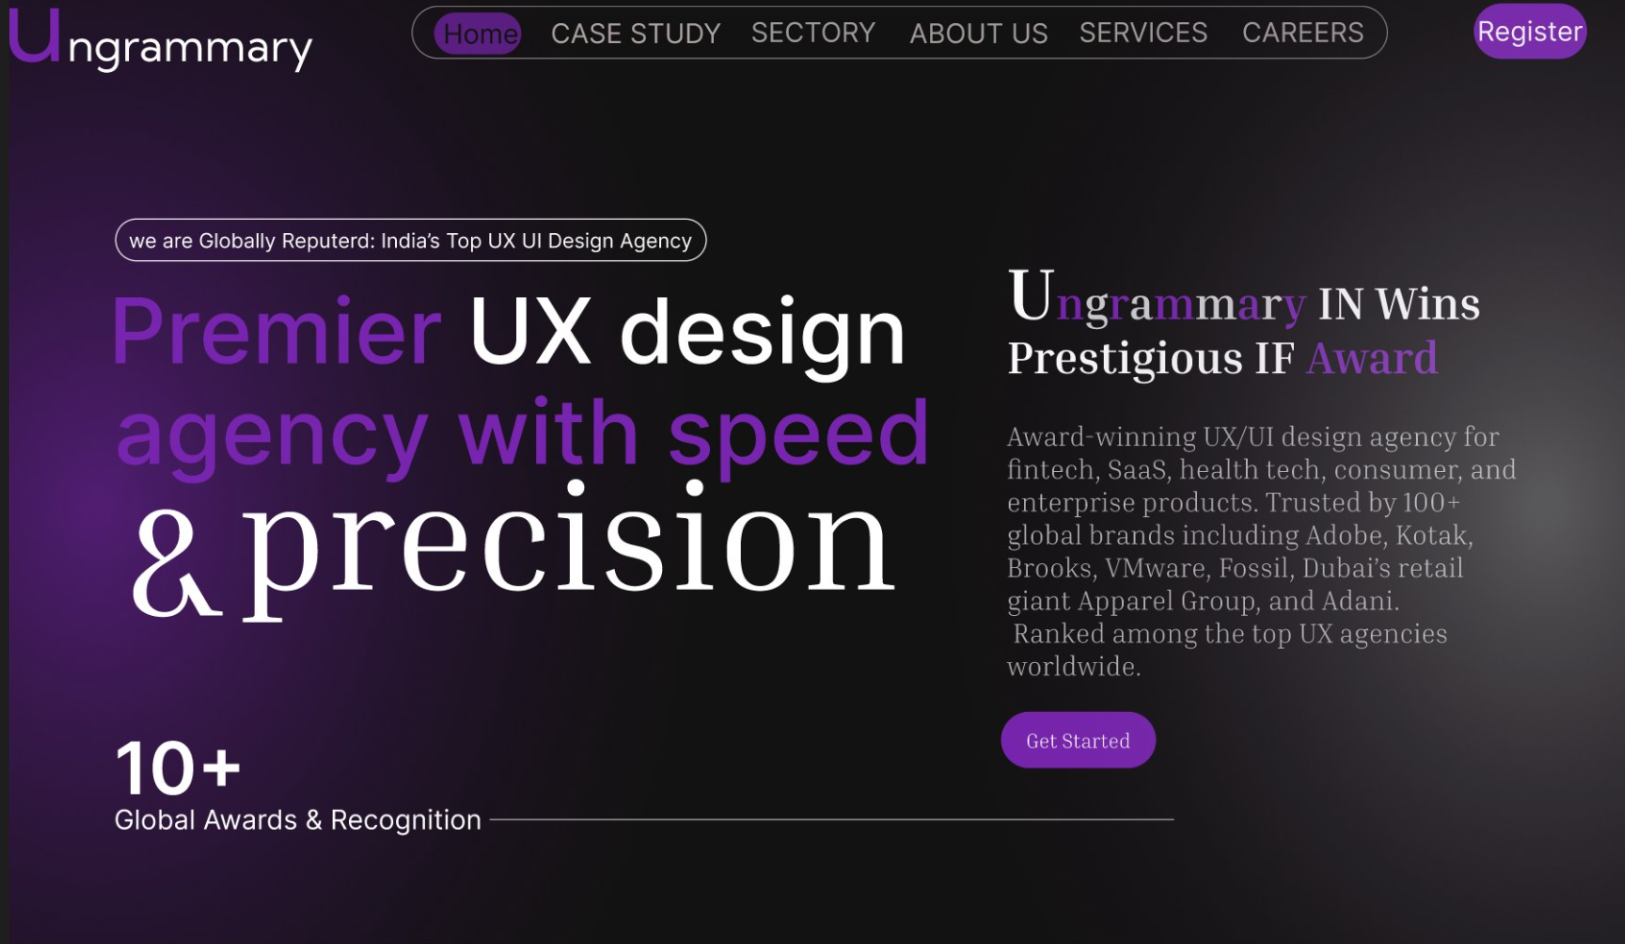 Ungrammary
Home CASE STUDY SECTORY ABOUT US SERVICES CAREERS
Register
we are Globally Reputerd: India’s Top UX UI Design Agency
Premier UX design
agency with speed
& precision
10+
Global Awards & Recognition
Ungrammary IN Wins
Prestigious IF Award
Award-winning UX/UI design agency for
fintech, SaaS, health tech, consumer, and
enterprise products. Trusted by 100+
global brands including Adobe, Kotak,
Brooks, VMware, Fossil, Dubai’s retail
giant Apparel Group, and Adani.
Ranked among the top UX agencies
worldwide.
Get Started